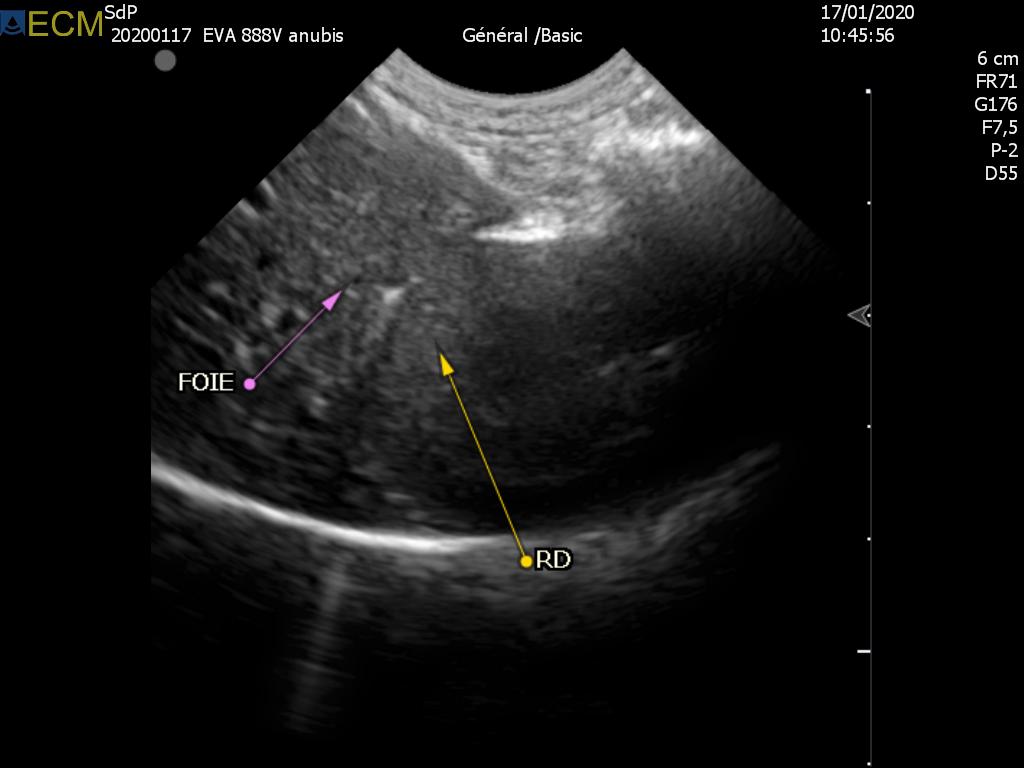 ECM
SdP
20200117 EVA 888V anubis
Général /Basic
17/01/2020
10:45:56
6 cm
FR71
G176
F7,5
P-2
D55
FOIE
RD